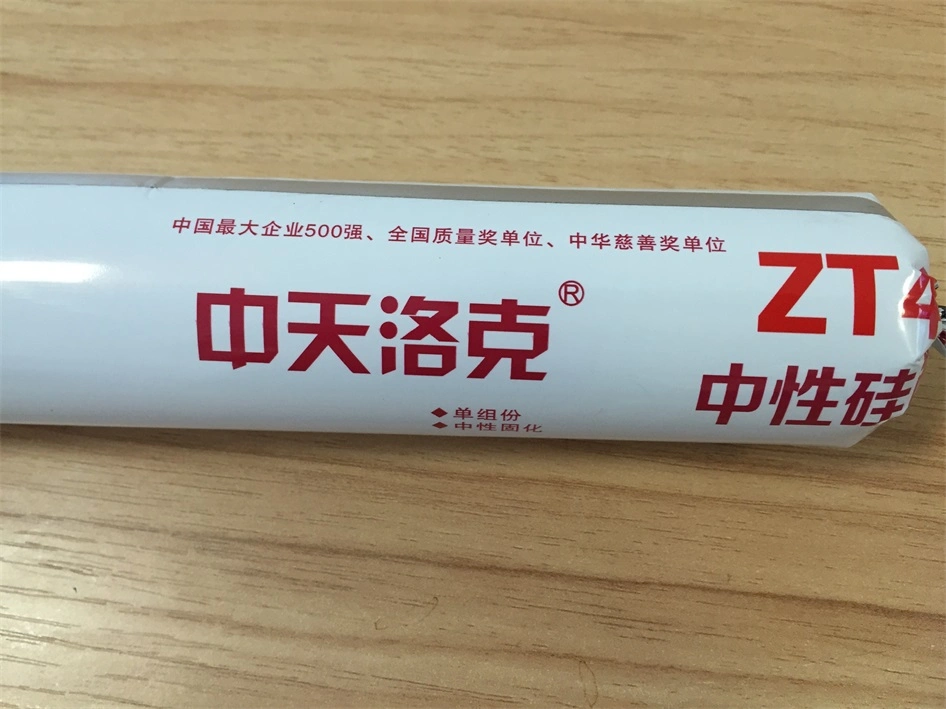 中国最大企业500强、全国质量奖单位、中华慈善奖单位
中天洛克®
◆单组份
◆中性固化
ZT
中性硅